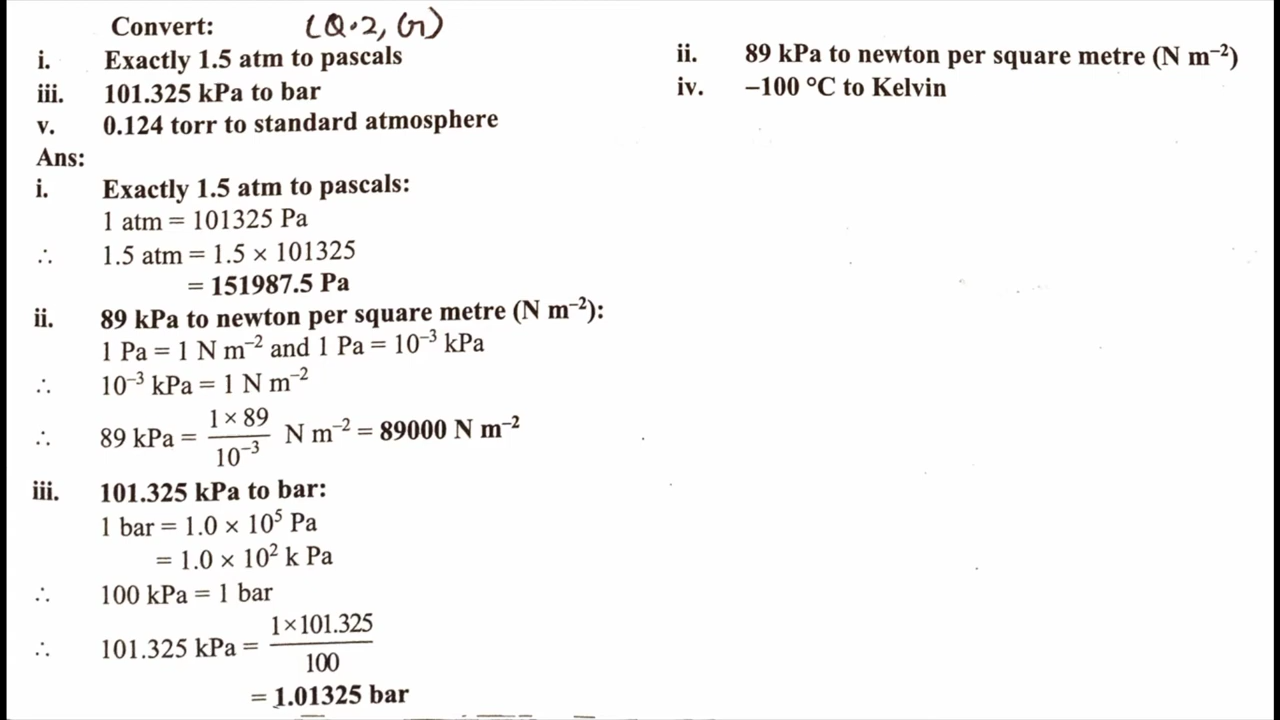 Convert: (Q.2, (Gr)
i. Exactly 1.5 atm to pascals ii. 89 kPa to newton per square metre (N m⁻²)
iii. 101.325 kPa to bar iv. –100 °C to Kelvin
v. 0.124 torr to standard atmosphere
Ans:
i. Exactly 1.5 atm to pascals:
1 atm = 101325 Pa
∴ 1.5 atm = 1.5 × 101325
= 151987.5 Pa
ii. 89 kPa to newton per square metre (N m⁻²):
1 Pa = 1 N m⁻² and 1 Pa = 10⁻³ kPa
∴ 10⁻³ kPa = 1 N m⁻²
∴ 89 kPa = 1 × 89 / 10⁻³ N m⁻² = 89000 N m⁻²
iii. 101.325 kPa to bar:
1 bar = 1.0 × 10⁵ Pa
= 1.0 × 10² k Pa
∴ 100 kPa = 1 bar
∴ 101.325 kPa = 1×101.325 / 100
= 1.01325 bar